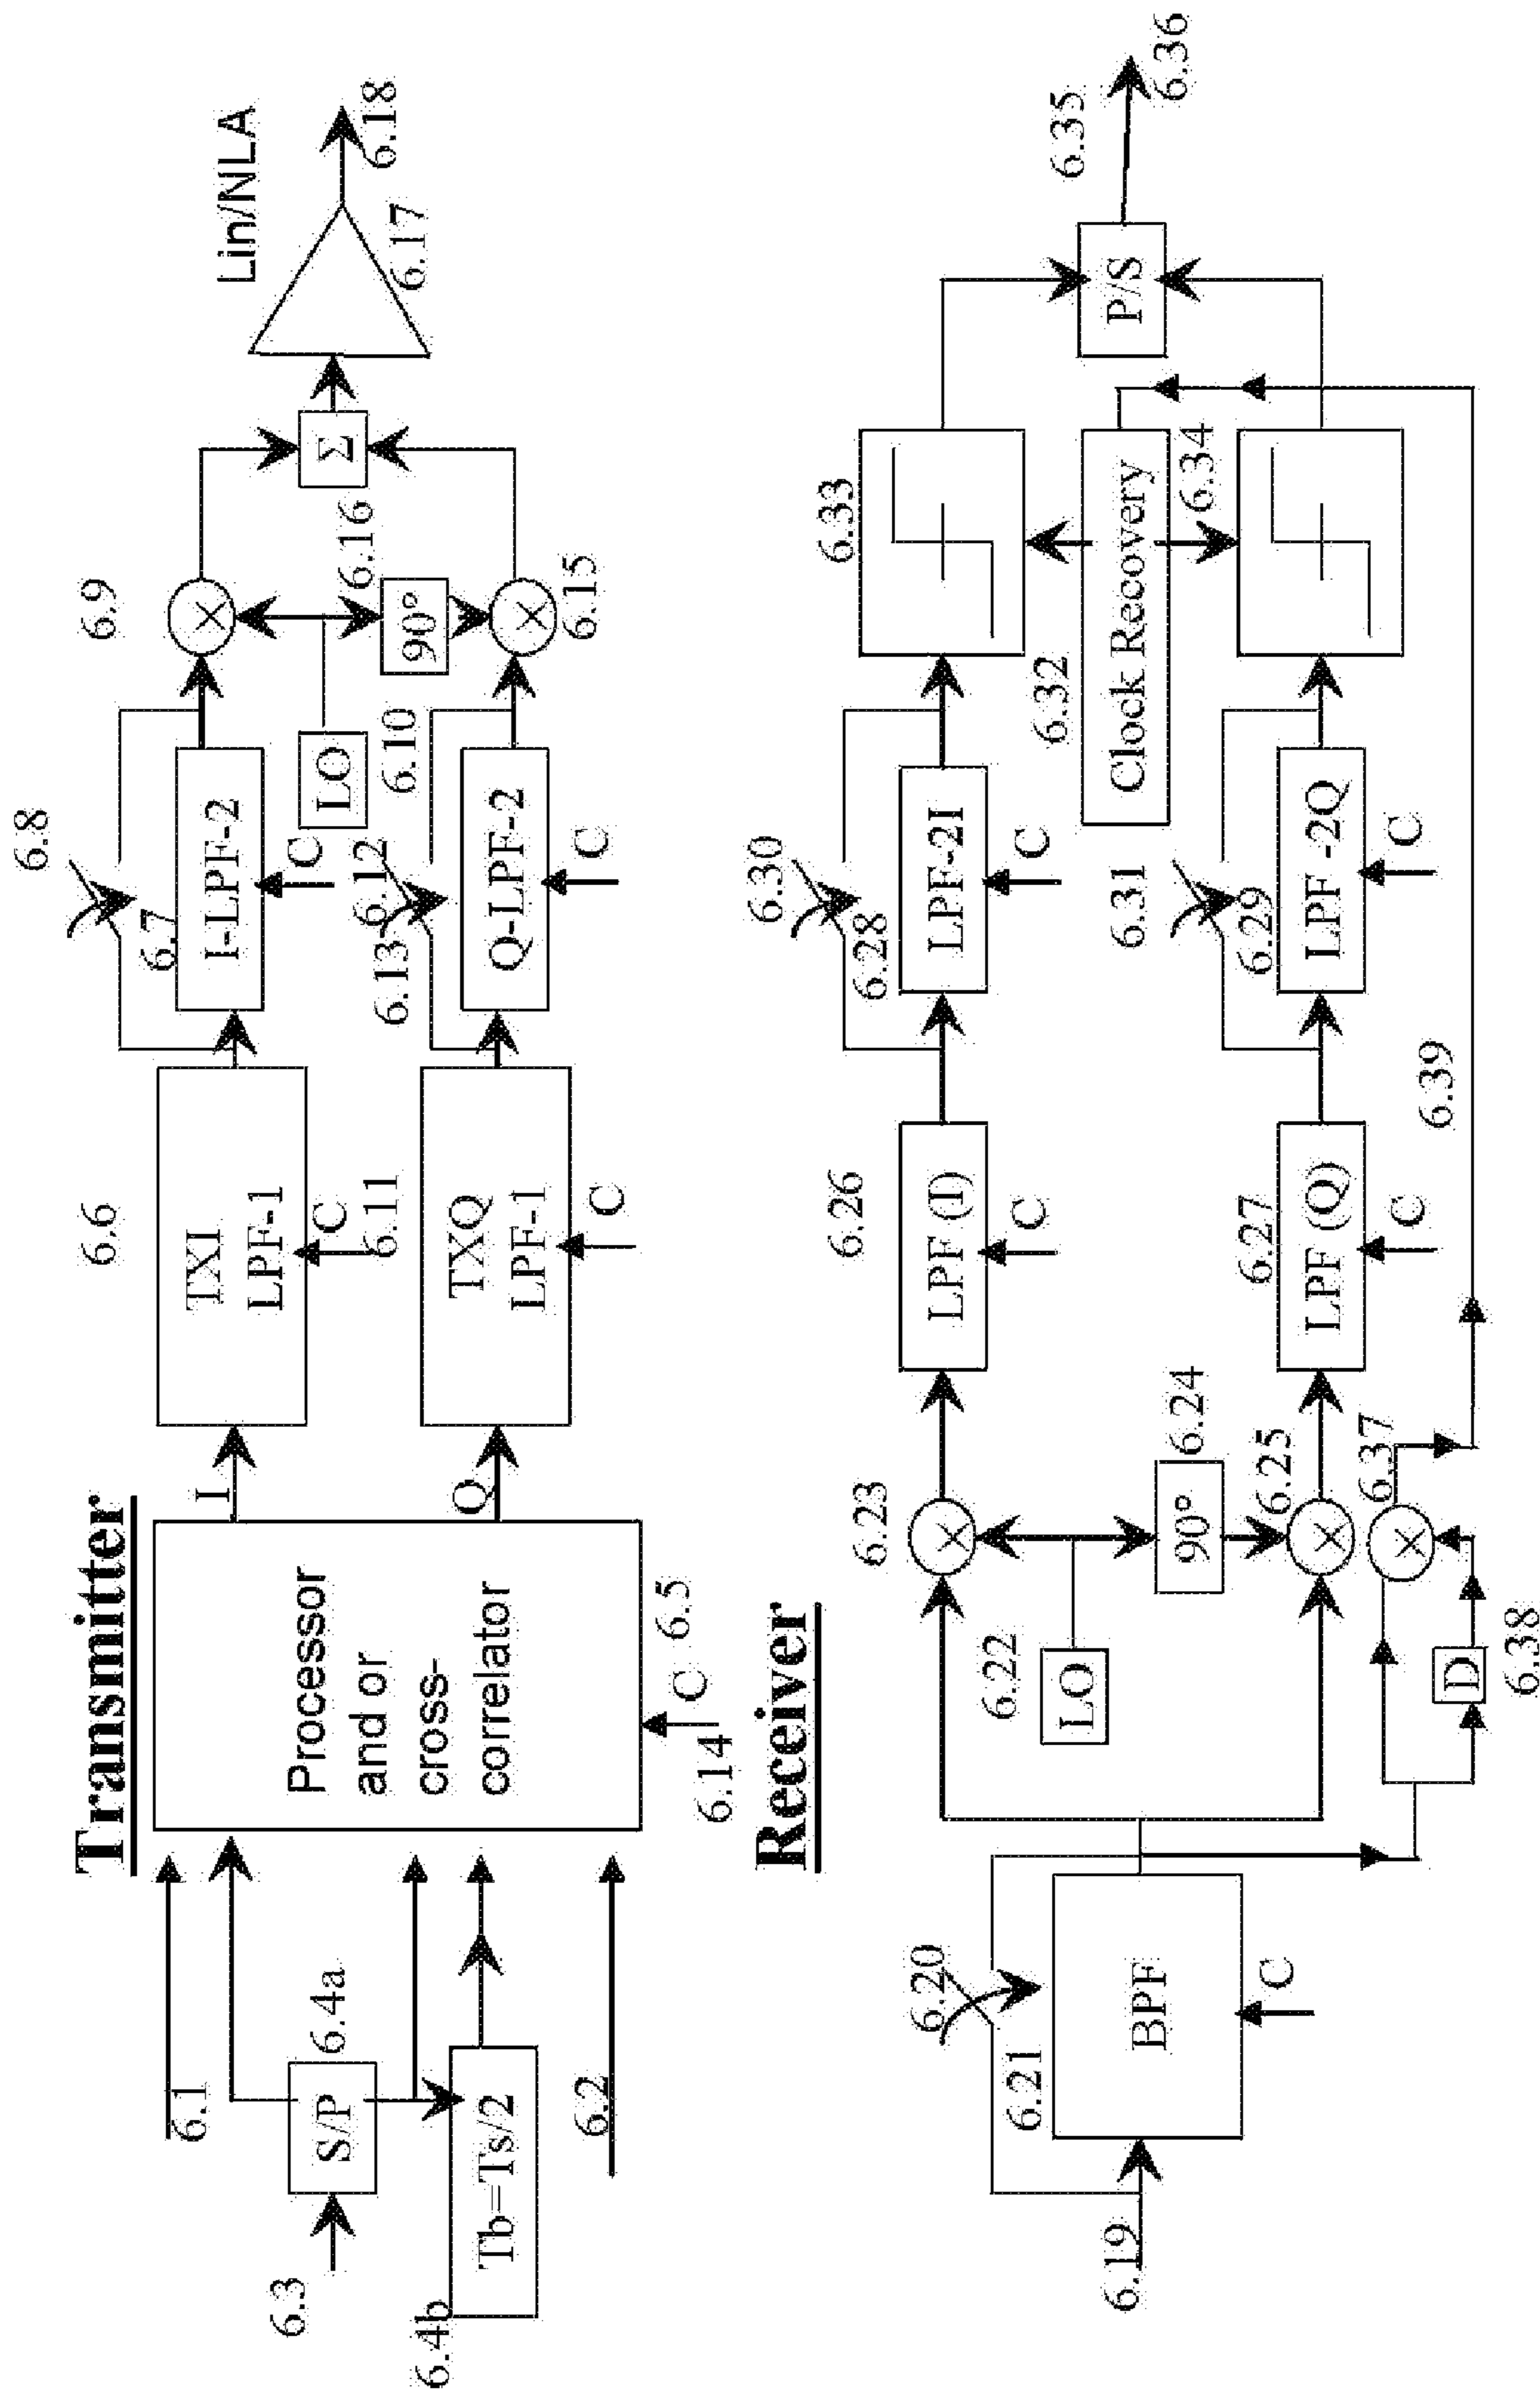 Transmitter
6.1
6.3
S/P
6.4a
6.4b
Tb=Ts/2
6.2
Processor
and or
cross-
correlator
6.5
C
6.14
I
Q
6.6
TXI
LPF-1
C
6.11
TXQ
LPF-1
C
6.8
6.7
I-LPF-2
C
6.12
6.13
Q-LPF-2
C
LO
6.10
6.9
6.16
90°
6.15
Σ
Lin/NLA
6.17
6.18
Receiver
6.19
6.20
6.21
BPF
C
6.22
LO
6.23
90°
6.24
6.25
6.37
D
6.38
6.26
LPF (I)
C
6.27
LPF (Q)
C
6.39
6.30
6.28
LPF-2I
C
6.31
6.29
LPF -2Q
C
6.32
Clock Recovery
6.33
6.34
P/S
6.35
6.36